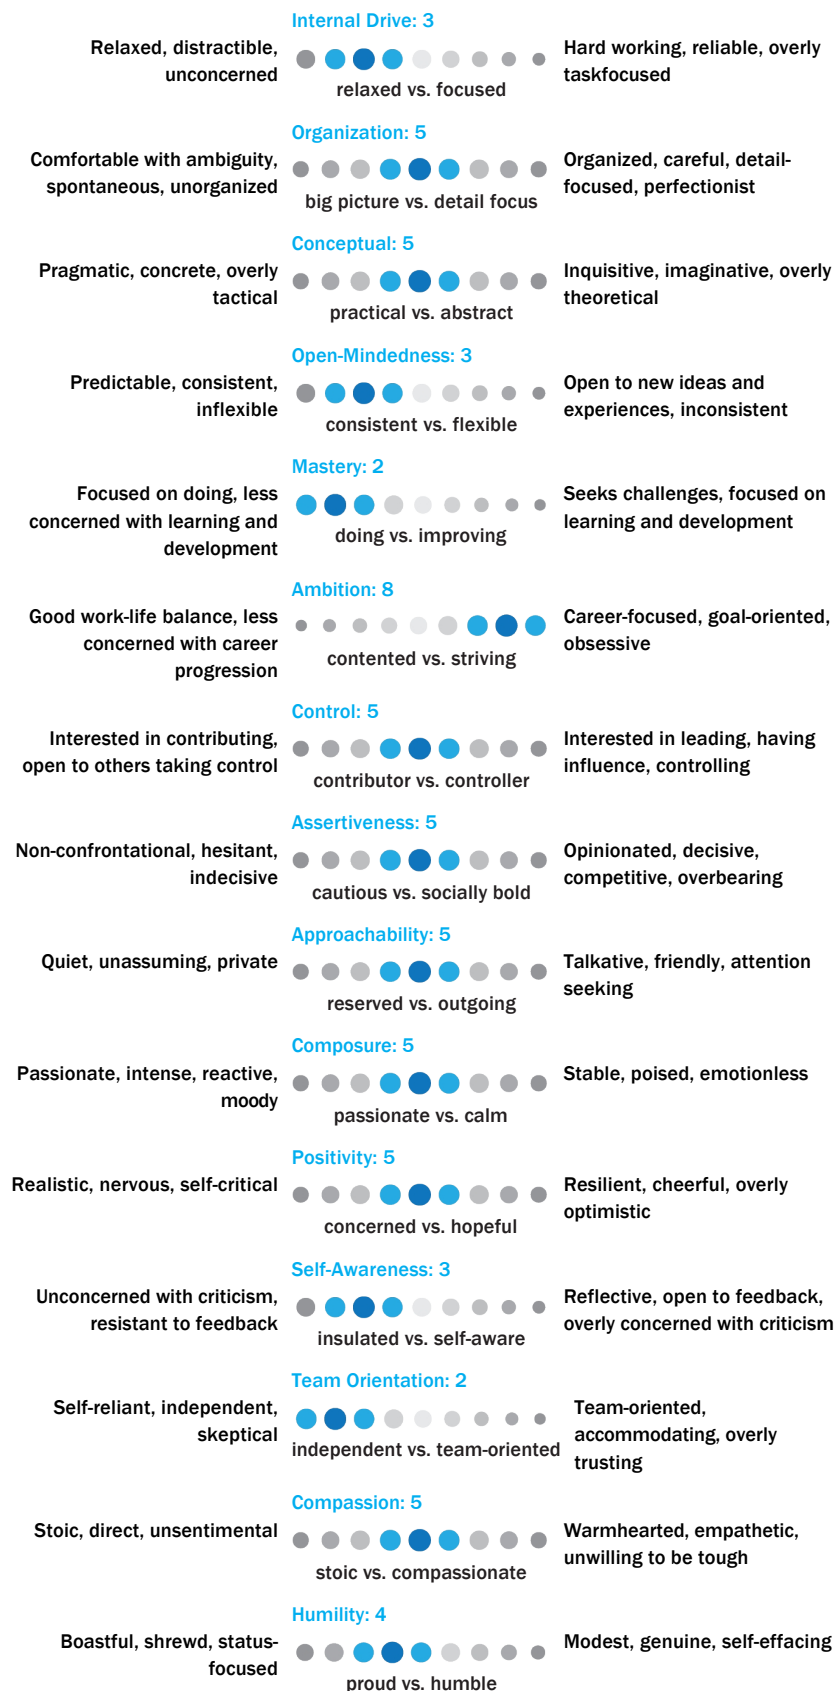 Internal Drive: 3
Relaxed, distractible,
unconcerned
relaxed vs. focused
Hard working, reliable, overly
taskfocused
Organization: 5
Comfortable with ambiguity,
spontaneous, unorganized
big picture vs. detail focus
Organized, careful, detail-
focused, perfectionist
Conceptual: 5
Pragmatic, concrete, overly
tactical
practical vs. abstract
Inquisitive, imaginative, overly
theoretical
Open-Mindedness: 3
Predictable, consistent,
inflexible
consistent vs. flexible
Open to new ideas and
experiences, inconsistent
Mastery: 2
Focused on doing, less
concerned with learning and
development
doing vs. improving
Seeks challenges, focused on
learning and development
Ambition: 8
Good work-life balance, less
concerned with career
progression
contented vs. striving
Career-focused, goal-oriented,
obsessive
Control: 5
Interested in contributing,
open to others taking control
contributor vs. controller
Interested in leading, having
influence, controlling
Assertiveness: 5
Non-confrontational, hesitant,
indecisive
cautious vs. socially bold
Opinionated, decisive,
competitive, overbearing
Approachability: 5
Quiet, unassuming, private
reserved vs. outgoing
Talkative, friendly, attention
seeking
Composure: 5
Passionate, intense, reactive,
moody
passionate vs. calm
Stable, poised, emotionless
Positivity: 5
Realistic, nervous, self-critical
concerned vs. hopeful
Resilient, cheerful, overly
optimistic
Self-Awareness: 3
Unconcerned with criticism,
resistant to feedback
insulated vs. self-aware
Reflective, open to feedback,
overly concerned with criticism
Team Orientation: 2
Self-reliant, independent,
skeptical
independent vs. team-oriented
Team-oriented,
accommodating, overly
trusting
Compassion: 5
Stoic, direct, unsentimental
stoic vs. compassionate
Warmhearted, empathetic,
unwilling to be tough
Humility: 4
Boastful, shrewd, status-
focused
proud vs. humble
Modest, genuine, self-effacing